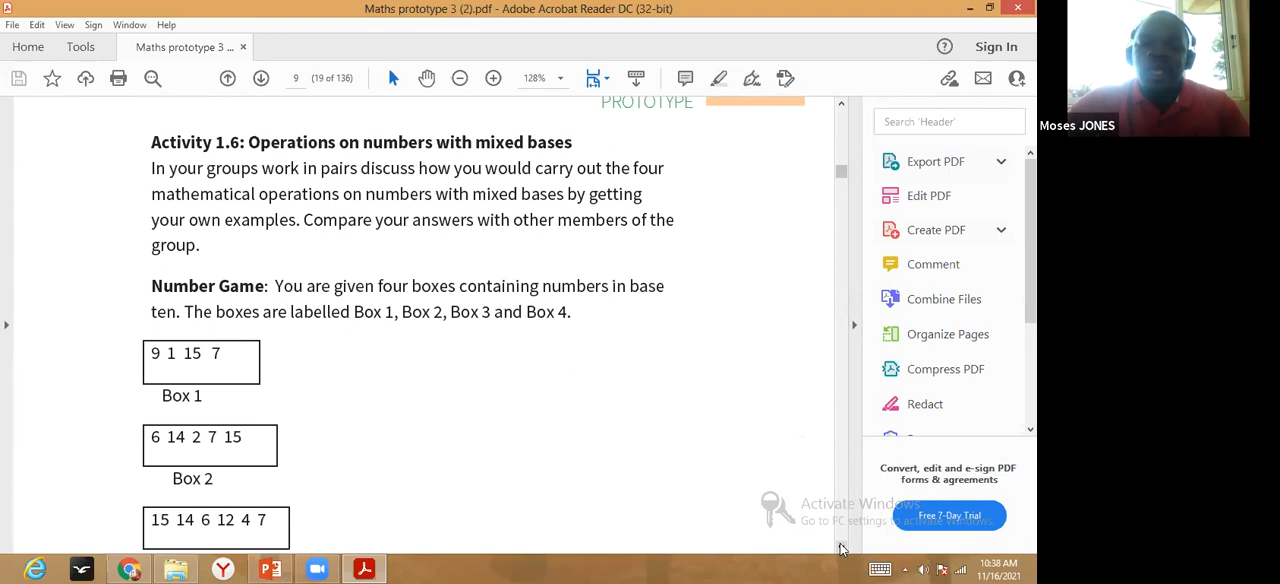 Maths prototype 3 (2).pdf - Adobe Acrobat Reader DC (32-bit)
File Edit View Sign Window Help
Home Tools Maths prototype 3 ... × Sign In
9 (19 of 136) 128%
PROTOTYPE
Activity 1.6: Operations on numbers with mixed bases
In your groups work in pairs discuss how you would carry out the four
mathematical operations on numbers with mixed bases by getting
your own examples. Compare your answers with other members of the
group.
Number Game: You are given four boxes containing numbers in base
ten. The boxes are labelled Box 1, Box 2, Box 3 and Box 4.
9 1 15 7
Box 1
6 14 2 7 15
Box 2
15 14 6 12 4 7
Search 'Header'
Export PDF
Edit PDF
Create PDF
Comment
Combine Files
Organize Pages
Compress PDF
Redact
Convert, edit and e-sign PDF
forms & agreements
Free 7-Day Trial
Activate Windows
Go to PC settings to activate Windows.
10:38 AM
11/16/2021
Moses JONES